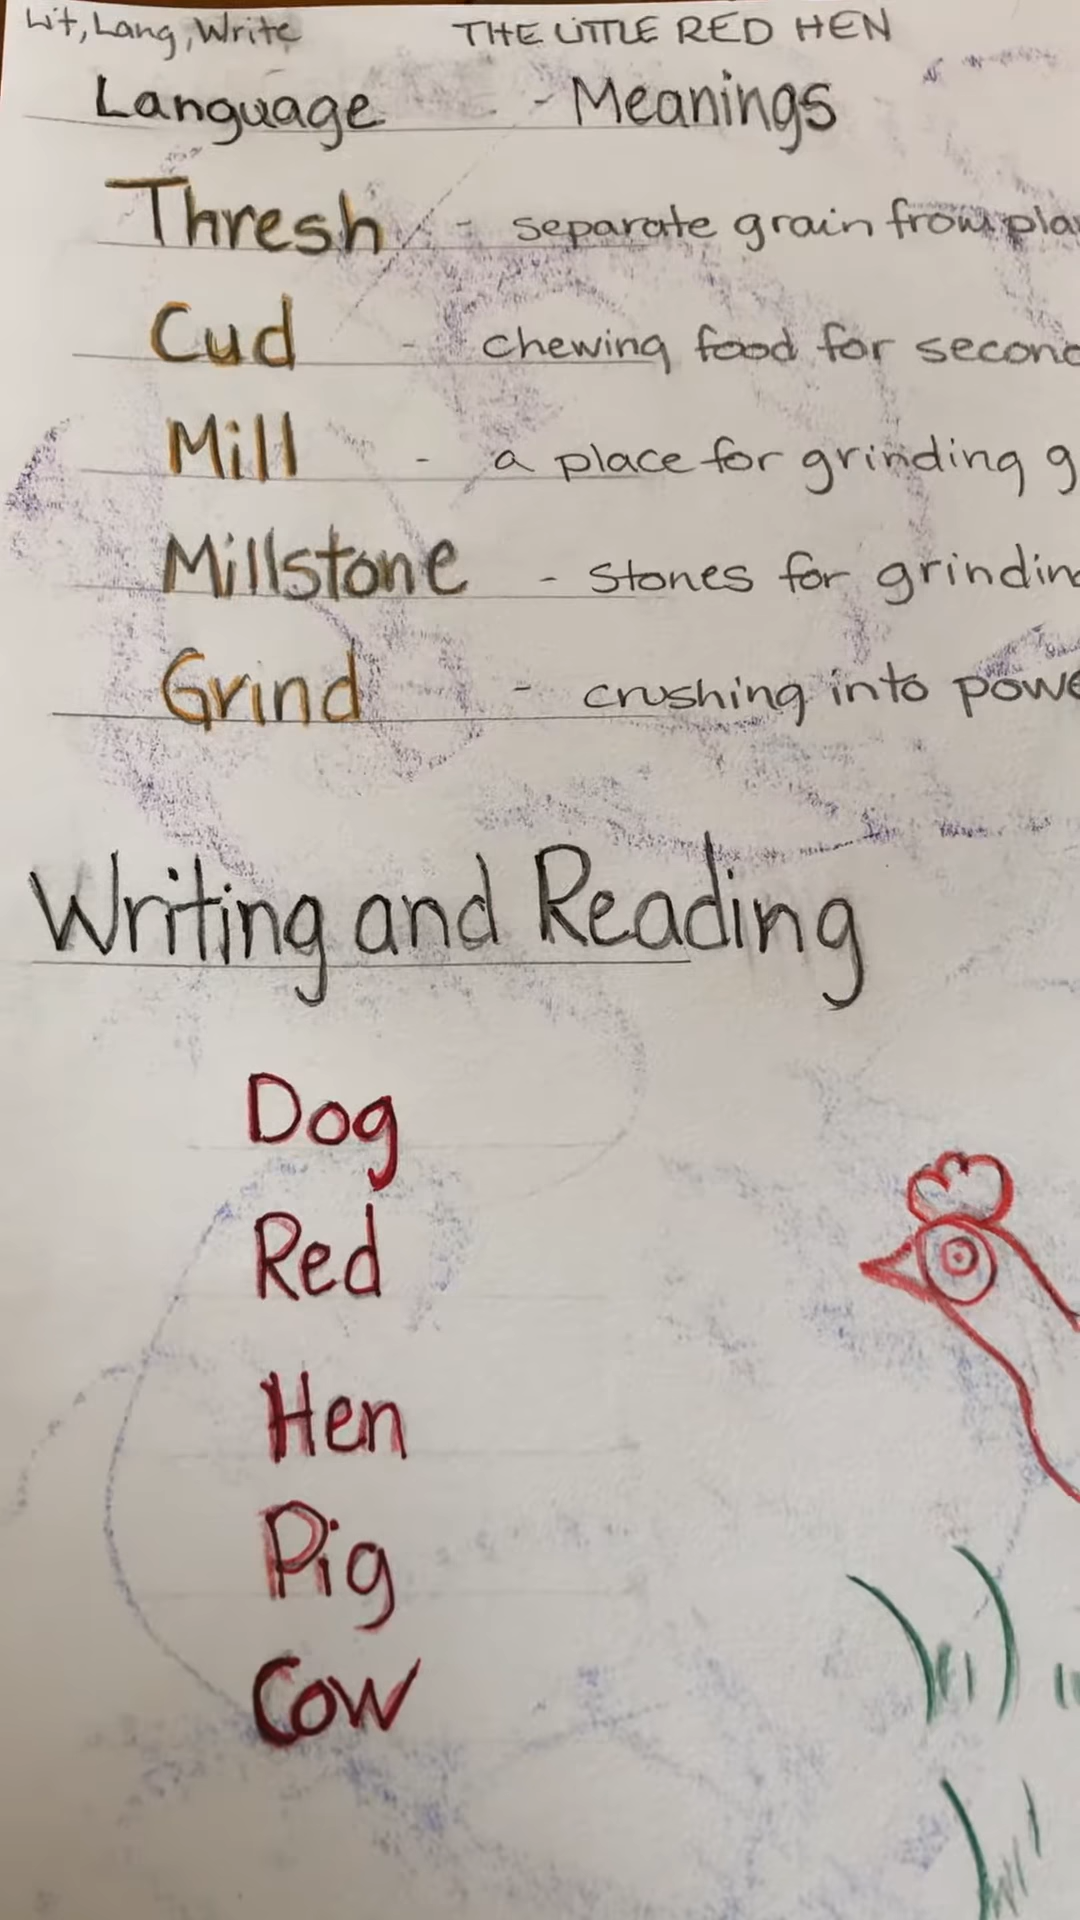 Lit, Lang, Write THE LITTLE RED HEN
Language - Meanings
Thresh - separate grain from pla
Cud - chewing food for second
Mill - a place for grinding g
Millstone - stones for grindin
Grind - crushing into powe
Writing and Reading
Dog
Red
Hen
Pig
Cow